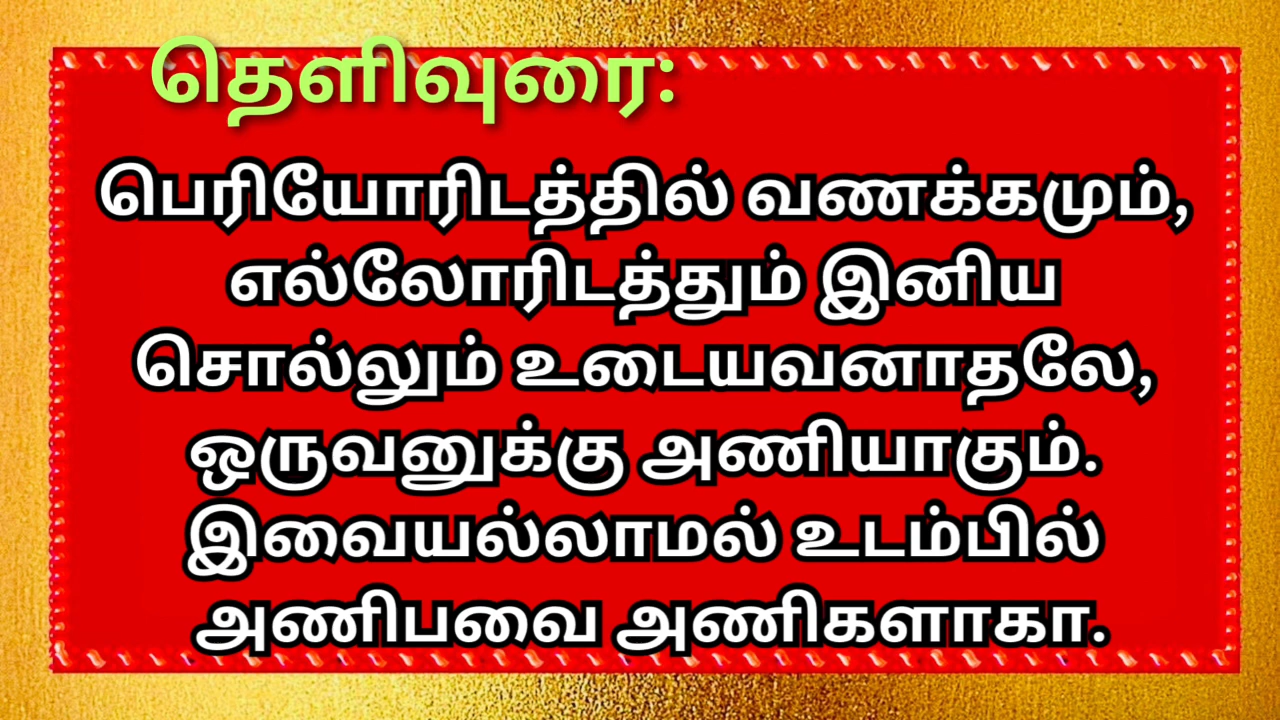 தெளிவுரை:
பெரியோரிடத்தில் வணக்கமும்,
எல்லோரிடத்தும் இனிய
சொல்லும் உடையவனாதலே,
ஒருவனுக்கு அணியாகும்.
இவையல்லாமல் உடம்பில்
அணிபவை அணிகளாகா.